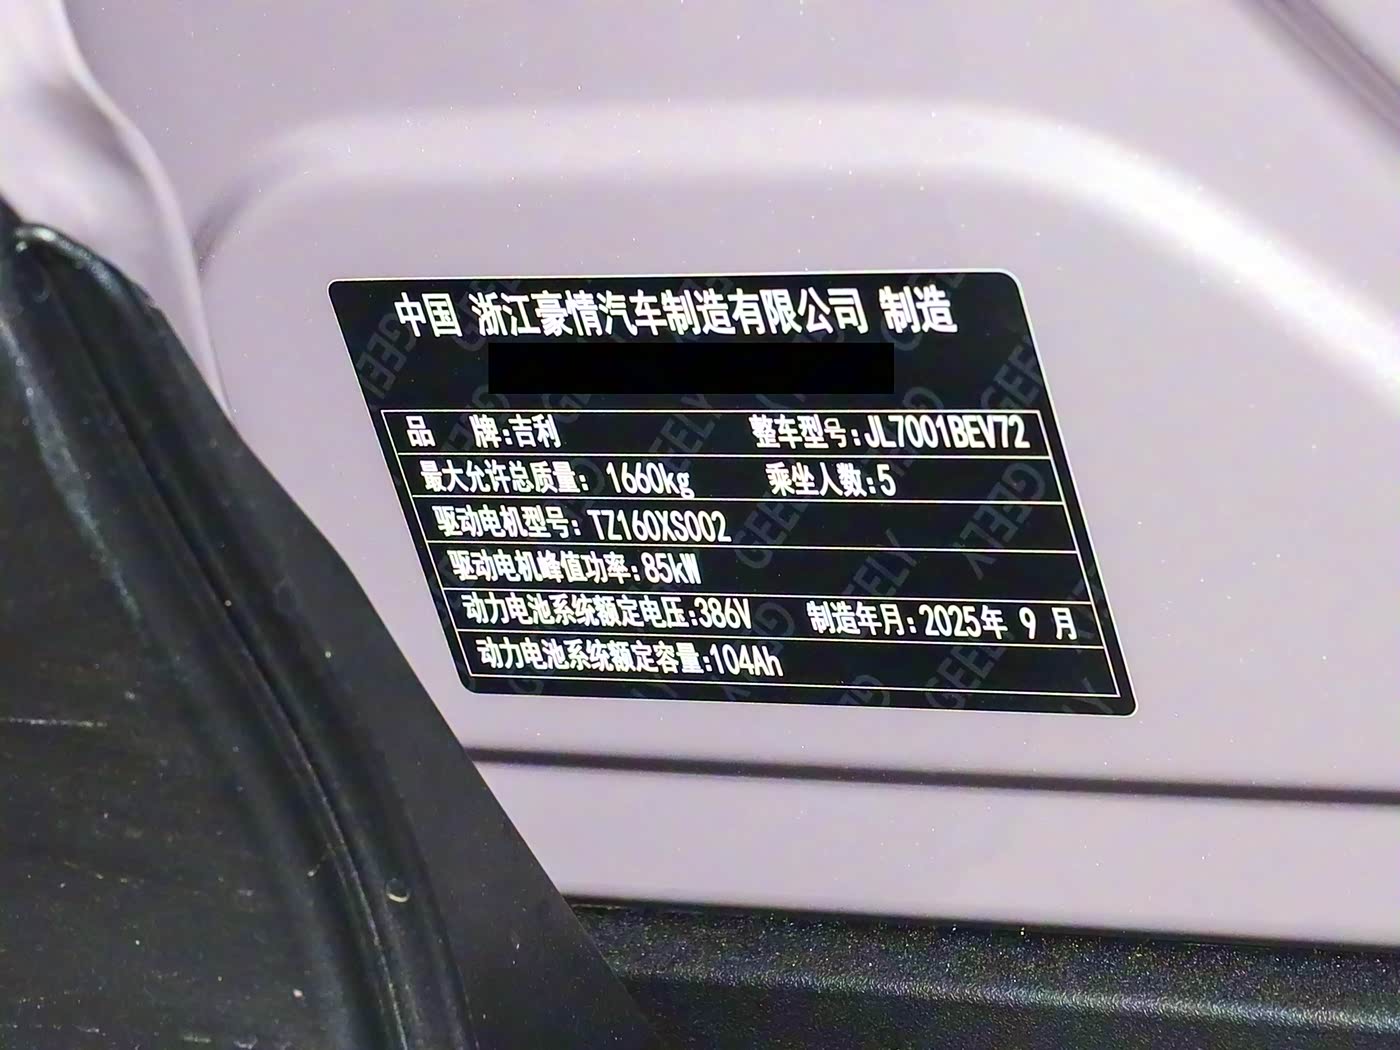 中国 浙江豪情汽车制造有限公司 制造
品 牌:吉利 整车型号:JL7001BEV72
最大允许总质量: 1660kg 乘坐人数:5
驱动电机型号: TZ160XS002
驱动电机峰值功率:85kW
动力电池系统额定电压:386V 制造年月:2025年 9 月
动力电池系统额定容量:104Ah